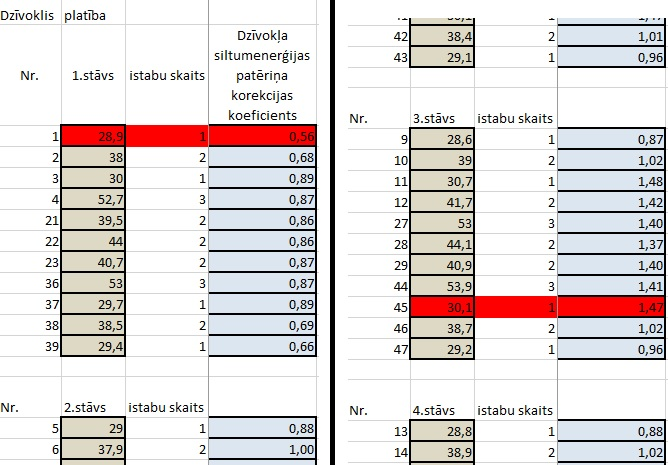 Dzīvoklis platība
Nr. 1.stāvs istabu skaits Dzīvokļa siltumenerģijas patēriņa korekcijas koeficients
1 28,9 1 0,56
2 38 2 0,68
3 30 1 0,89
4 52,7 3 0,87
21 39,5 2 0,86
22 44 2 0,86
23 40,7 2 0,87
36 53 3 0,87
37 29,7 1 0,89
38 38,5 2 0,69
39 29,4 1 0,66
Nr. 2.stāvs istabu skaits
5 29 1 0,88
6 37,9 2 1,00
42 38,4 2 1,01
43 29,1 1 0,96
Nr. 3.stāvs istabu skaits
9 28,6 1 0,87
10 39 2 1,02
11 30,7 1 1,48
12 41,7 2 1,42
27 53 3 1,40
28 44,1 2 1,37
29 40,9 2 1,40
44 53,9 3 1,41
45 30,1 1 1,47
46 38,7 2 1,02
47 29,2 1 0,96
Nr. 4.stāvs istabu skaits
13 28,8 1 0,88
14 38,9 2 1,02